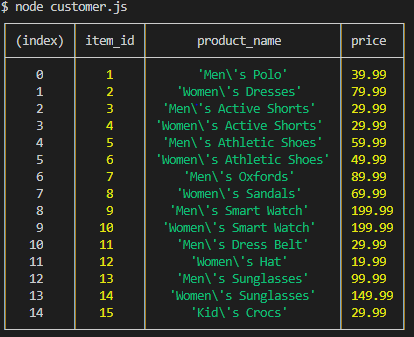 $ node customer.js
(index) item_id product_name price
0 1 'Men\'s Polo' 39.99
1 2 'Women\'s Dresses' 79.99
2 3 'Men\'s Active Shorts' 29.99
3 4 'Women\'s Active Shorts' 29.99
4 5 'Men\'s Athletic Shoes' 59.99
5 6 'Women\'s Athletic Shoes' 49.99
6 7 'Men\'s Oxfords' 89.99
7 8 'Women\'s Sandals' 69.99
8 9 'Men\'s Smart Watch' 199.99
9 10 'Women\'s Smart Watch' 199.99
10 11 'Men\'s Dress Belt' 29.99
11 12 'Women\'s Hat' 19.99
12 13 'Men\'s Sunglasses' 99.99
13 14 'Women\'s Sunglasses' 149.99
14 15 'Kid\'s Crocs' 29.99